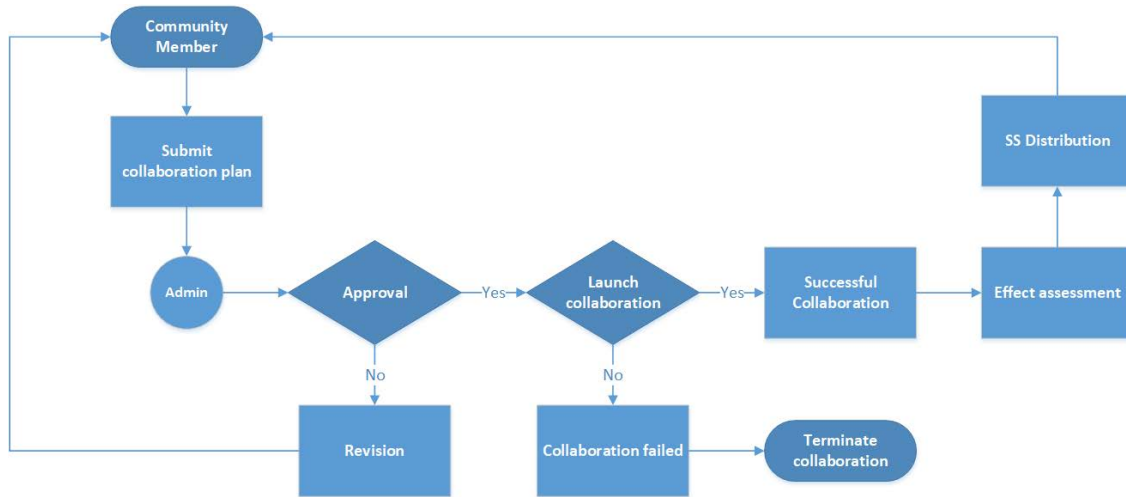 Community
Member
Submit
collaboration plan
SS Distribution
Admin
Approval
Yes
Launch
collaboration
Yes
Successful
Collaboration
Effect assessment
No
No
Revision
Collaboration failed
Terminate
collaboration